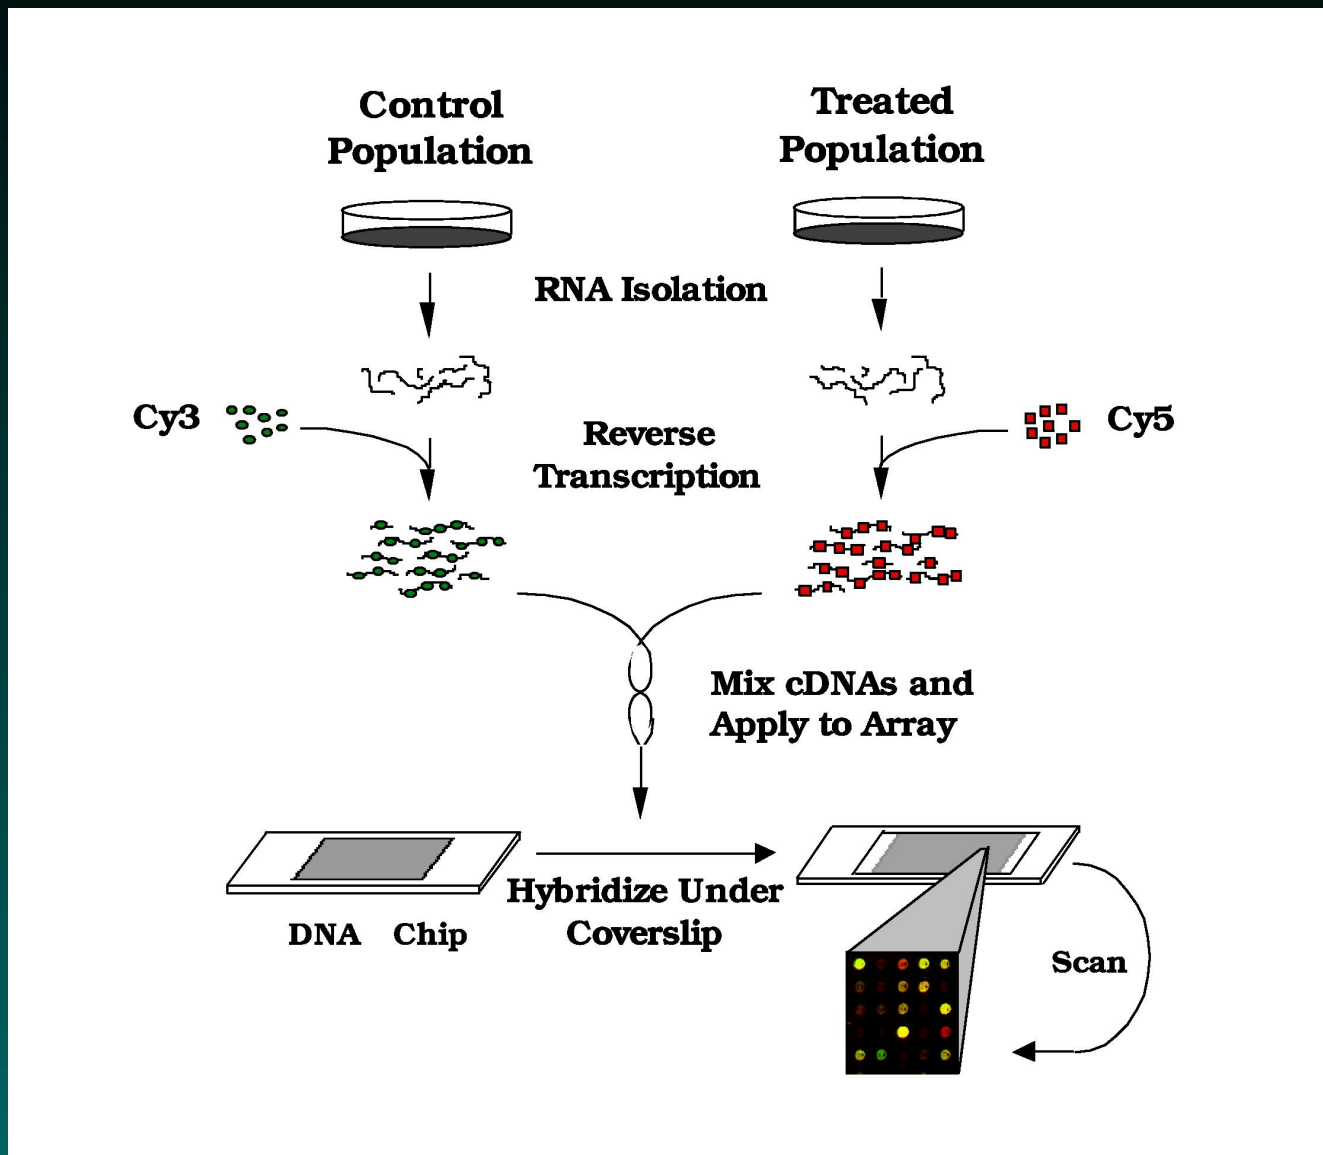 Control
Population
Treated
Population
RNA Isolation
Cy3
Reverse
Transcription
Cy5
Mix cDNAs and
Apply to Array
Hybridize Under
Coverslip
DNA Chip
Scan